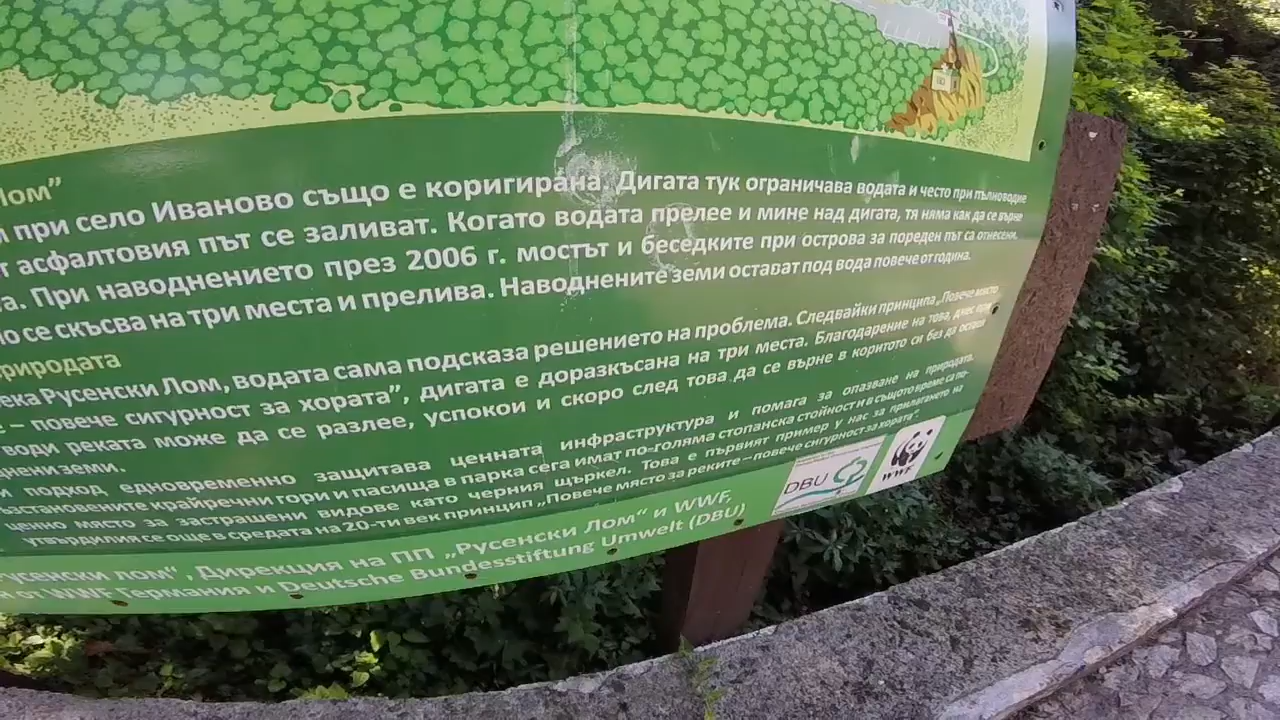 Лом”
при село Иваново също е коригирана. Дигата тук ограничава водата и често при пълноводие
асфалтовия път се заливат. Когато водата прелее и мине над дигата, тя няма как да се върне
При наводнението през 2006 г. мостът и беседките при острова за пореден път са отнесени.
се скъсва на три места и прелива. Наводнените земи остават под вода повече от година.
природата
Русенски Лом, водата сама подсказа решението на проблема. Следвайки принципа „Повече място
– повече сигурност за хората”, дигата е доразкъсана на три места. Благодарение на това, днес при
води реката може да се разлее, успокои и скоро след това да се върне в коритото си без да остави
земи.
подход едновременно защитава ценната инфраструктура и помага за опазване на природата.
крайречни гори и пасища в парка сега имат по-голяма стопанска стойност и в същото време са по-
ценно място за застрашени видове като черния щъркел. Това е първият пример у нас за прилагането на
утвърдилия се още в средата на 20-ти век принцип „Повече място за реките – повече сигурност за хората”.
DBU
WWF
Русенски лом“, Дирекция на ПП „Русенски Лом“ и WWF,
от WWF Германия и Deutsche Bundesstiftung Umwelt (DBU)